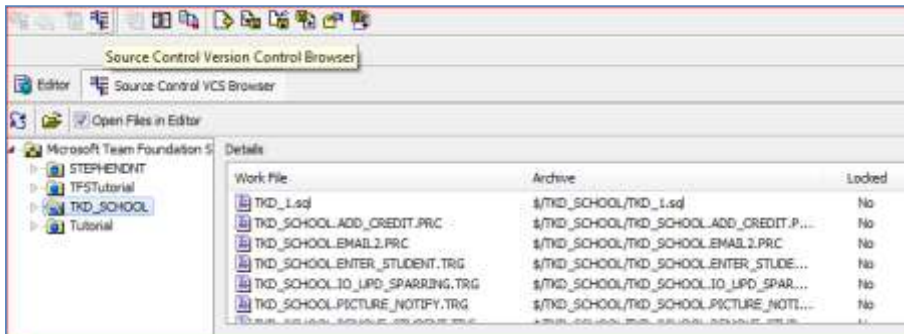 Source Control Version Control Browser
Editor Source Control VCS Browser
Open Files in Editor
Microsoft Team Foundation S
STEPHENDNT
TFSTutorial
TKD_SCHOOL
Tutorial
Details
Work File Archive Locked
TKD_1.sql $/TKD_SCHOOL/TKD_1.sql No
TKD_SCHOOL.ADD_CREDIT.PRC $/TKD_SCHOOL/TKD_SCHOOL.ADD_CREDIT.P... No
TKD_SCHOOL.EMAIL2.PRC $/TKD_SCHOOL/TKD_SCHOOL.EMAIL2.PRC No
TKD_SCHOOL.ENTER_STUDENT.TRG $/TKD_SCHOOL/TKD_SCHOOL.ENTER_STUDE... No
TKD_SCHOOL.IO_UPD_SPARRING.TRG $/TKD_SCHOOL/TKD_SCHOOL.IO_UPD_SPAR... No
TKD_SCHOOL.PICTURE_NOTIFY.TRG $/TKD_SCHOOL/TKD_SCHOOL.PICTURE_NOTI... No